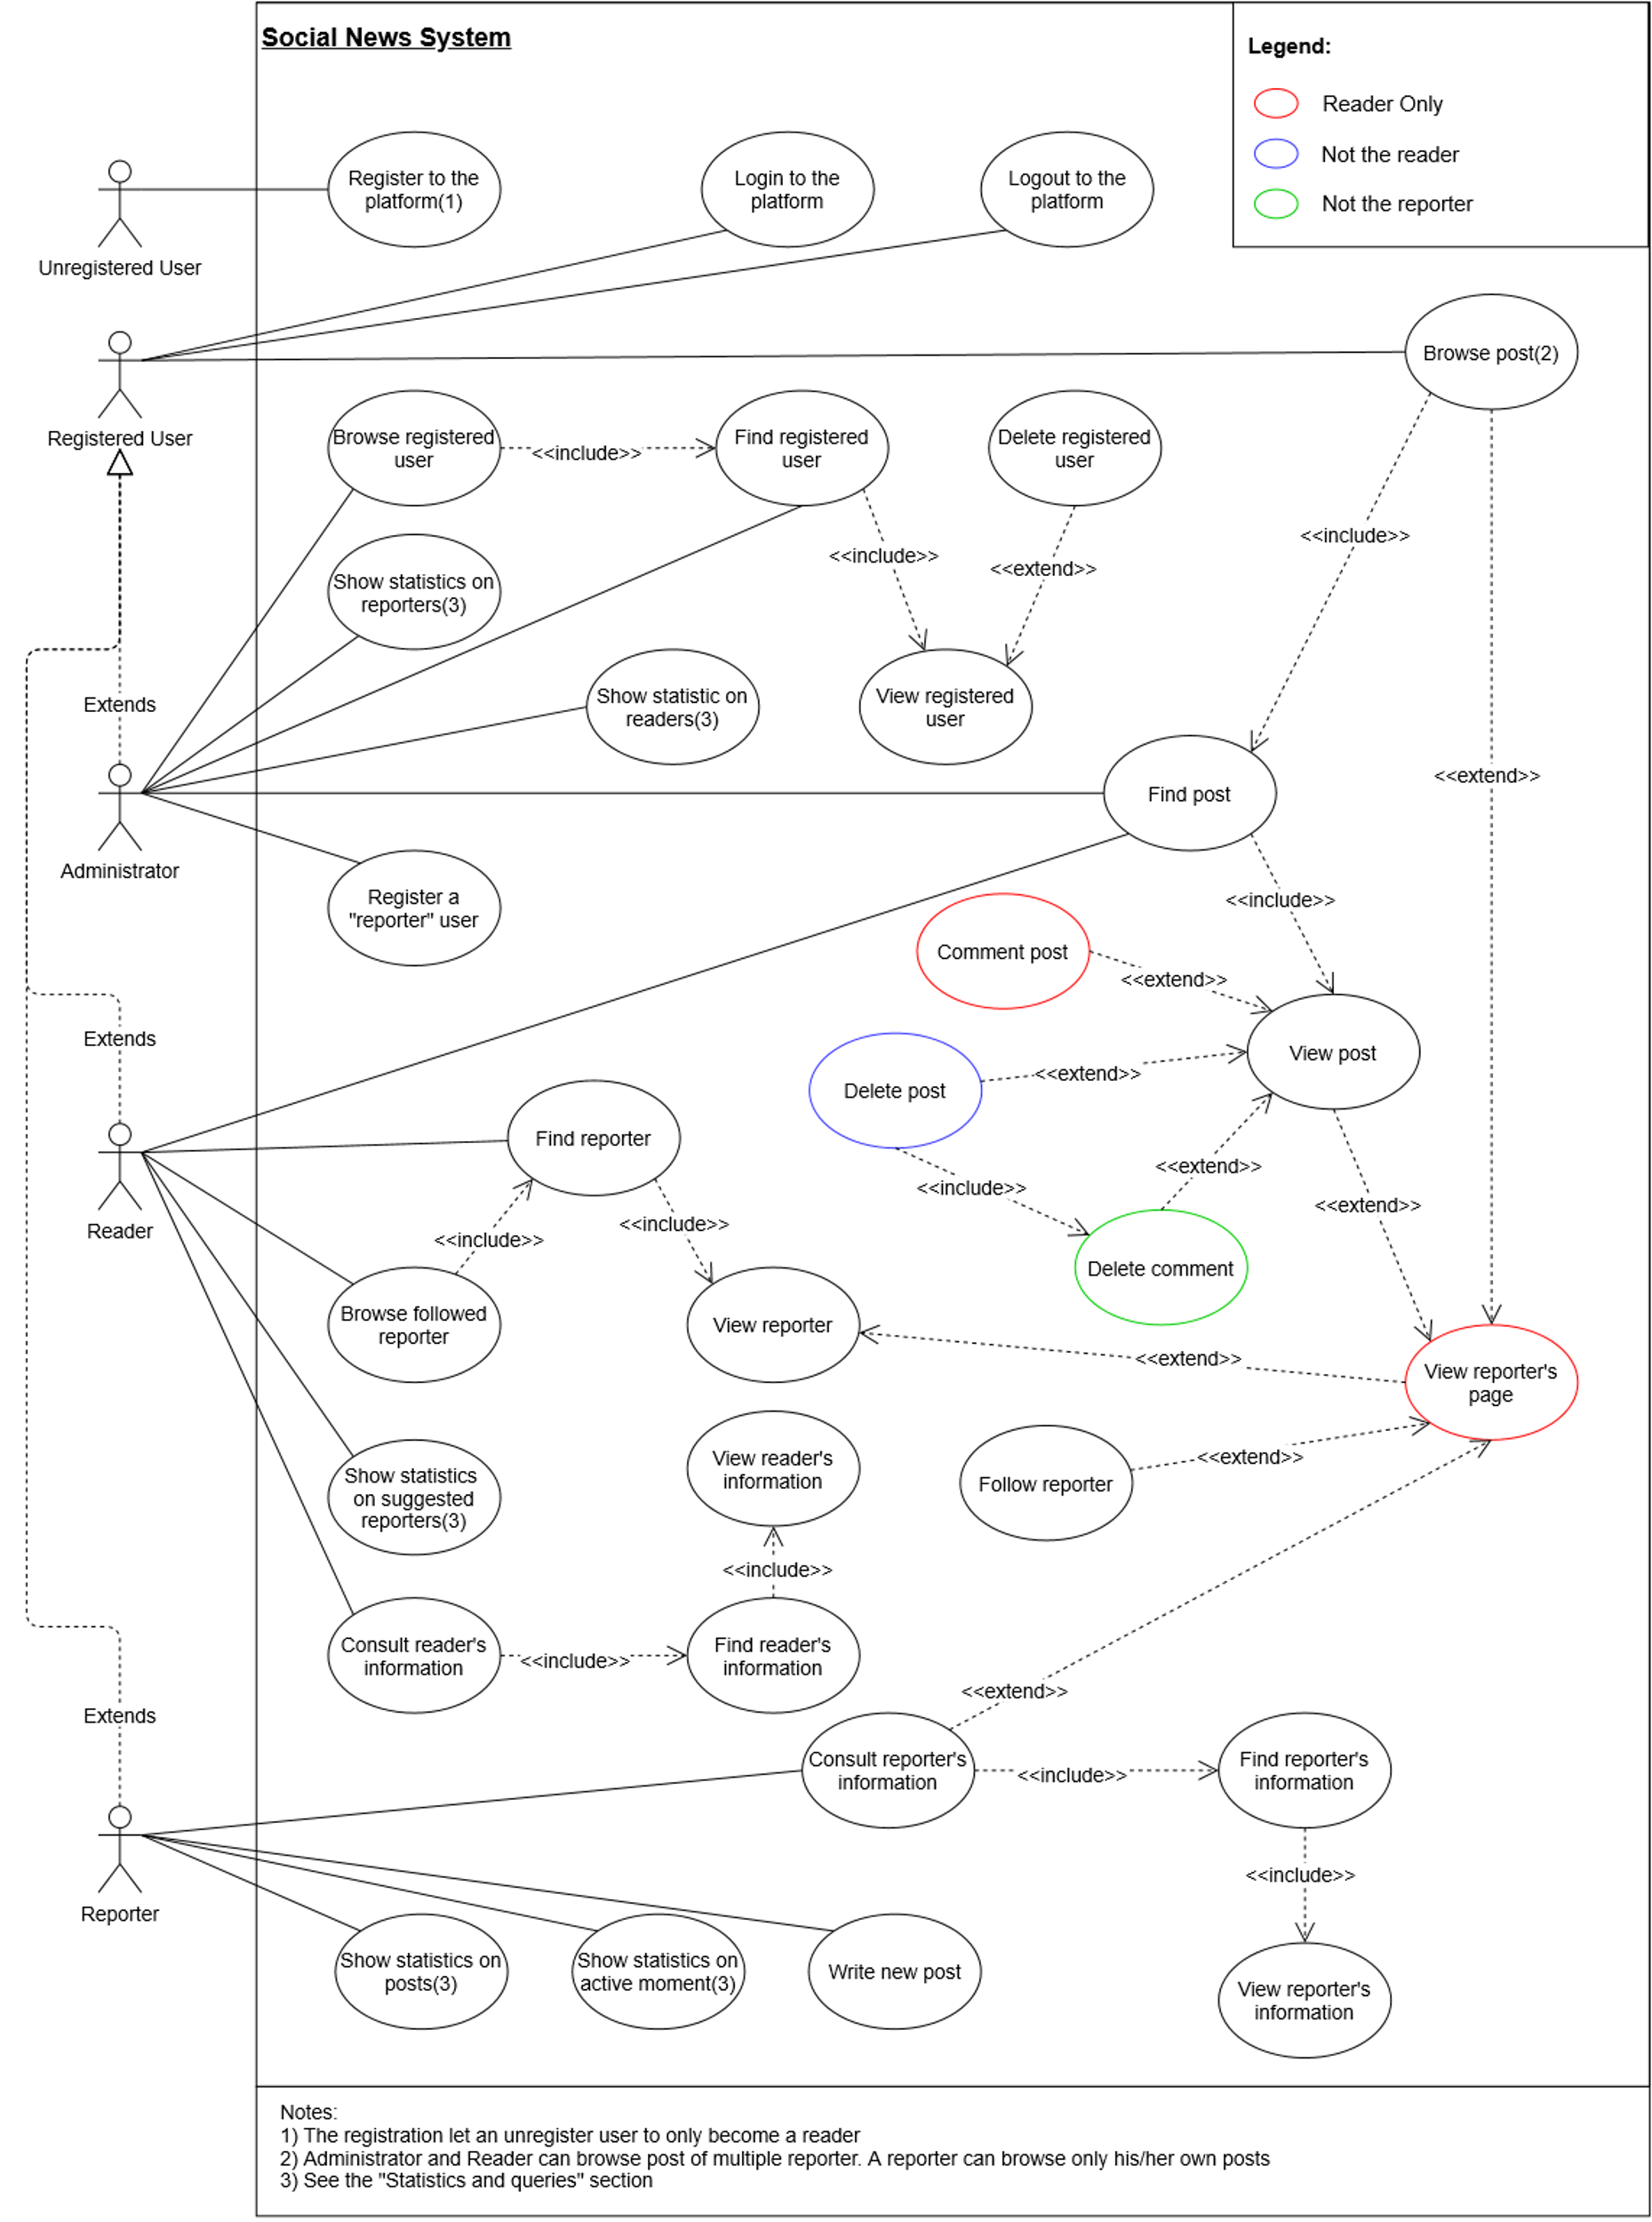 Social News System
Legend:
Reader Only
Not the reader
Not the reporter
Register to the
platform(1)
Login to the
platform
Logout to the
platform
Unregistered User
Browse post(2)
Registered User
Browse registered
user
<<include>>
Find registered
user
Delete registered
user
<<include>>
<<include>>
<<extend>>
Show statistics on
reporters(3)
Extends
Show statistic on
readers(3)
View registered
user
<<extend>>
Find post
Administrator
Register a
"reporter" user
<<include>>
Comment post
<<extend>>
Extends
View post
Delete post
<<extend>>
Find reporter
<<extend>>
<<include>>
Reader
<<include>>
<<include>>
<<extend>>
Delete comment
Browse followed
reporter
View reporter
<<extend>>
View reporter's
page
View reader's
information
<<extend>>
Follow reporter
Show statistics
on suggested
reporters(3)
<<include>>
Consult reader's
information
<<include>>
Find reader's
information
<<extend>>
Extends
Consult reporter's
information
<<include>>
Find reporter's
information
<<include>>
Reporter
Show statistics on
posts(3)
Show statistics on
active moment(3)
Write new post
View reporter's
information
Notes:
1) The registration let an unregister user to only become a reader
2) Administrator and Reader can browse post of multiple reporter. A reporter can browse only his/her own posts
3) See the "Statistics and queries" section